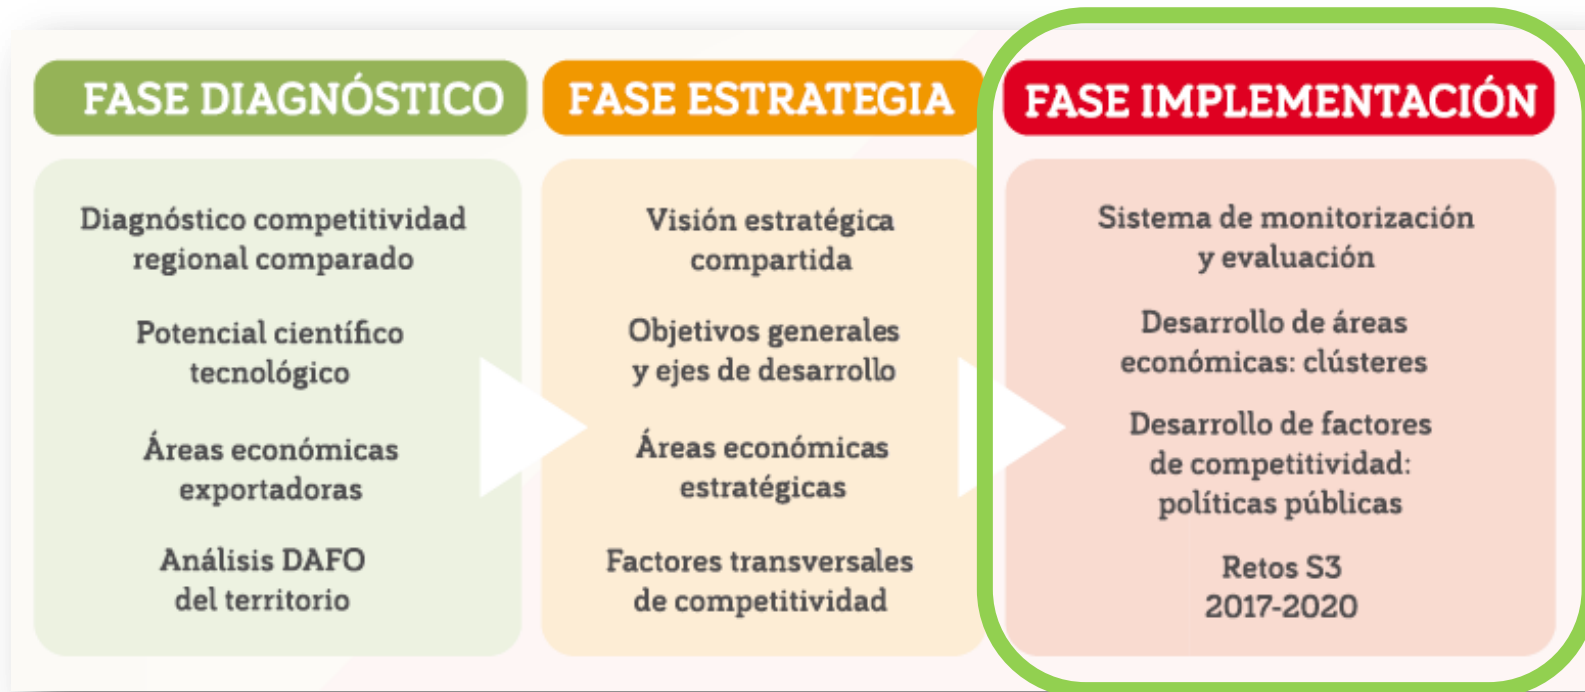 FASE DIAGNÓSTICO
Diagnóstico competitividad
regional comparado
Potencial científico
tecnológico
Áreas económicas
exportadoras
Análisis DAFO
del territorio
FASE ESTRATEGIA
Visión estratégica
compartida
Objetivos generales
y ejes de desarrollo
Áreas económicas
estratégicas
Factores transversales
de competitividad
FASE IMPLEMENTACIÓN
Sistema de monitorización
y evaluación
Desarrollo de áreas
económicas: clústeres
Desarrollo de factores
de competitividad:
políticas públicas
Retos S3
2017-2020